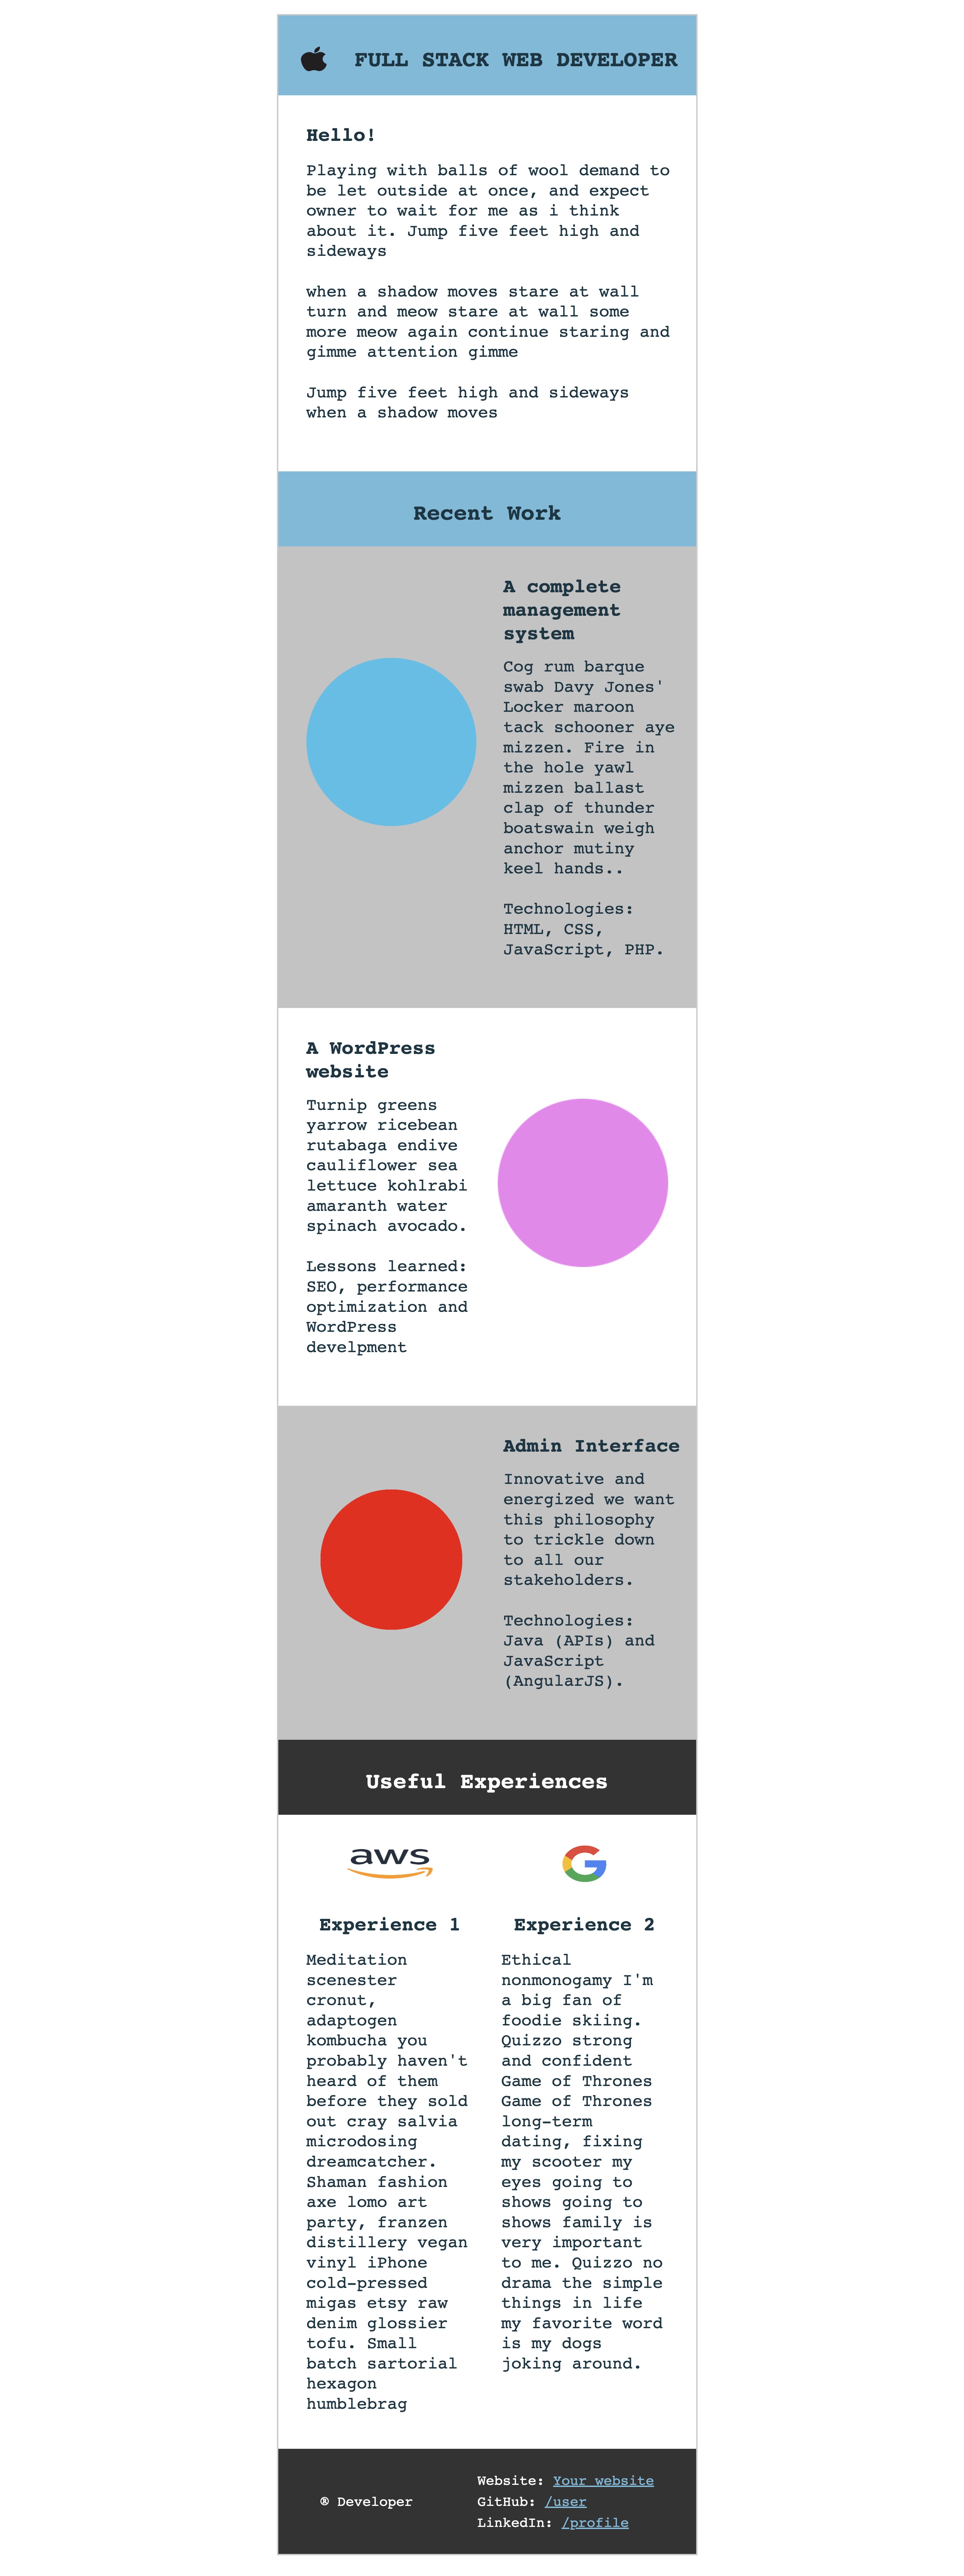 FULL STACK WEB DEVELOPER
Hello!
Playing with balls of wool demand to
be let outside at once, and expect
owner to wait for me as i think
about it. Jump five feet high and
sideways
when a shadow moves stare at wall
turn and meow stare at wall some
more meow again continue staring and
gimme attention gimme
Jump five feet high and sideways
when a shadow moves
Recent Work
A complete
management
system
Cog rum barque
swab Davy Jones'
Locker maroon
tack schooner aye
mizzen. Fire in
the hole yawl
mizzen ballast
clap of thunder
boatswain weigh
anchor mutiny
keel hands..
Technologies:
HTML, CSS,
JavaScript, PHP.
A WordPress
website
Turnip greens
yarrow ricebean
rutabaga endive
cauliflower sea
lettuce kohlrabi
amaranth water
spinach avocado.
Lessons learned:
SEO, performance
optimization and
WordPress
develpment
Admin Interface
Innovative and
energized we want
this philosophy
to trickle down
to all our
stakeholders.
Technologies:
Java (APIs) and
JavaScript
(AngularJS).
Useful Experiences
aws
Experience 1
Meditation
scenester
cronut,
adaptogen
kombucha you
probably haven't
heard of them
before they sold
out cray salvia
microdosing
dreamcatcher.
Shaman fashion
axe lomo art
party, franzen
distillery vegan
vinyl iPhone
cold-pressed
migas etsy raw
denim glossier
tofu. Small
batch sartorial
hexagon
humblebrag
G
Experience 2
Ethical
nonmonogamy I'm
a big fan of
foodie skiing.
Quizzo strong
and confident
Game of Thrones
Game of Thrones
long-term
dating, fixing
my scooter my
eyes going to
shows going to
shows family is
very important
to me. Quizzo no
drama the simple
things in life
my favorite word
is my dogs
joking around.
® Developer
Website: Your website
GitHub: /user
LinkedIn: /profile